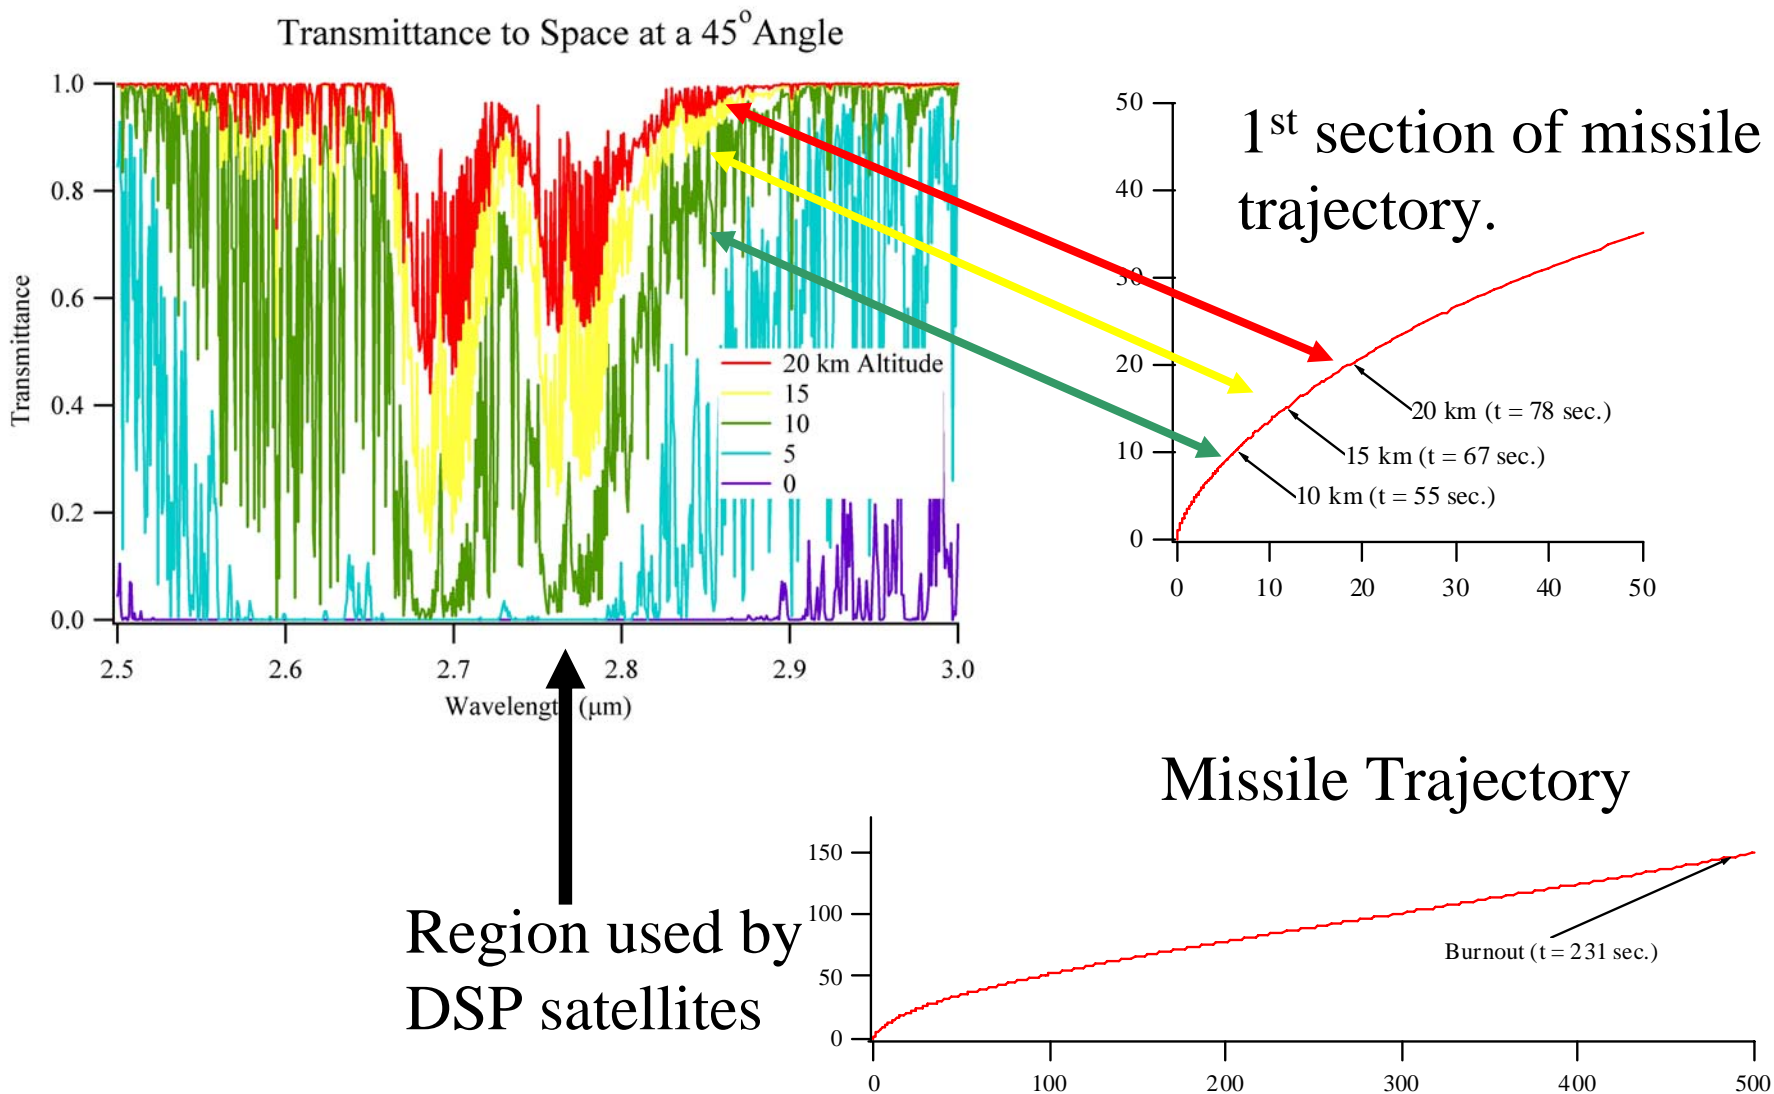 Transmittance to Space at a 45° Angle
1.0
0.8
0.6
0.4
0.2
0.0
Transmittance
2.5 2.6 2.7 2.8 2.9 3.0
Wavelength (μm)
20 km Altitude
15
10
5
0
Region used by
DSP satellites
1st section of missile
trajectory.
50
40
30
20
10
0
0 10 20 30 40 50
20 km (t = 78 sec.)
15 km (t = 67 sec.)
10 km (t = 55 sec.)
Missile Trajectory
150
100
50
0
0 100 200 300 400 500
Burnout (t = 231 sec.)